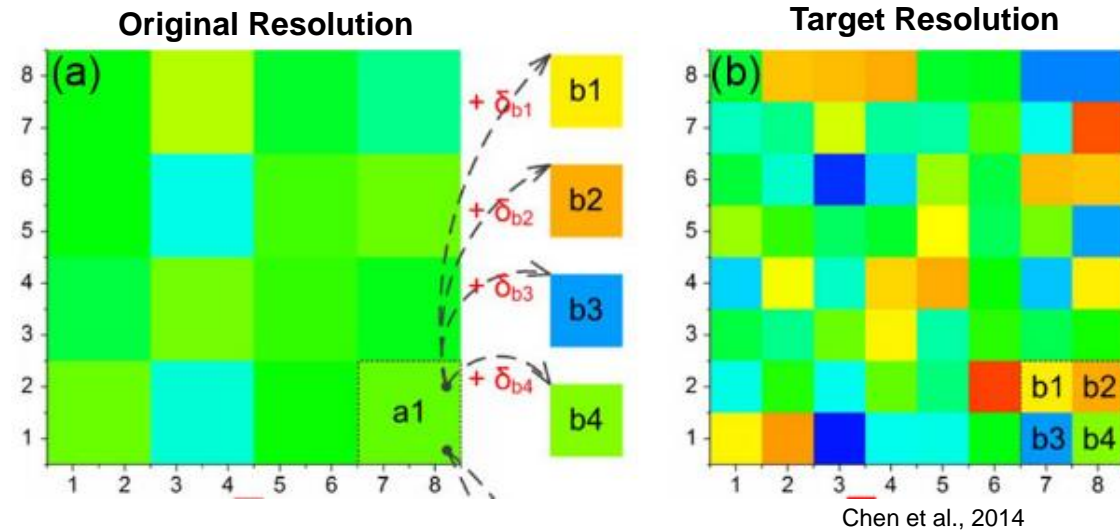 Original Resolution
(a)
8
7
6
5
4
3
2
1
1 2 3 4 5 6 7 8
a1
+ δb1
+ δb2
+ δb3
+ δb4
b1
b2
b3
b4
Target Resolution
(b)
8
7
6
5
4
3
2
1
b1 b2
b3 b4
1 2 3 4 5 6 7 8
Chen et al., 2014